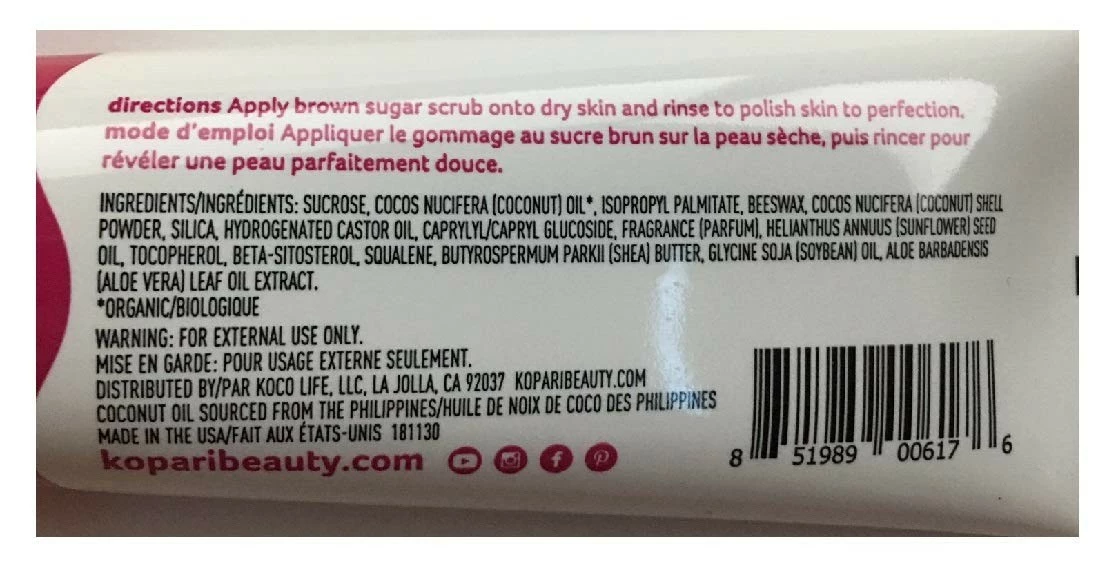 directions Apply brown sugar scrub onto dry skin and rinse to polish skin to perfection.
mode d'emploi Appliquer le gommage au sucre brun sur la peau sèche, puis rincer pour
révéler une peau parfaitement douce.
INGREDIENTS/INGRÉDIENTS: SUCROSE, COCOS NUCIFERA (COCONUT) OIL*, ISOPROPYL PALMITATE, BEESWAX, COCOS NUCIFERA (COCONUT) SHELL
POWDER, SILICA, HYDROGENATED CASTOR OIL, CAPRYLYL/CAPRYL GLUCOSIDE, FRAGRANCE (PARFUM), HELIANTHUS ANNUUS (SUNFLOWER) SEED
OIL, TOCOPHEROL, BETA-SITOSTEROL, SQUALENE, BUTYROSPERMUM PARKII (SHEA) BUTTER, GLYCINE SOJA (SOYBEAN) OIL, ALOE BARBADENSIS
(ALOE VERA) LEAF OIL EXTRACT.
*ORGANIC/BIOLOGIQUE
WARNING: FOR EXTERNAL USE ONLY.
MISE EN GARDE: POUR USAGE EXTERNE SEULEMENT.
DISTRIBUTED BY/PAR KOCO LIFE, LLC, LA JOLLA, CA 92037 KOPARIBEAUTY.COM
COCONUT OIL SOURCED FROM THE PHILIPPINES/HUILE DE NOIX DE COCO DES PHILIPPINES
MADE IN THE USA/FAIT AUX ÉTATS-UNIS 181130
koparibeauty.com
8 51989 00617 6